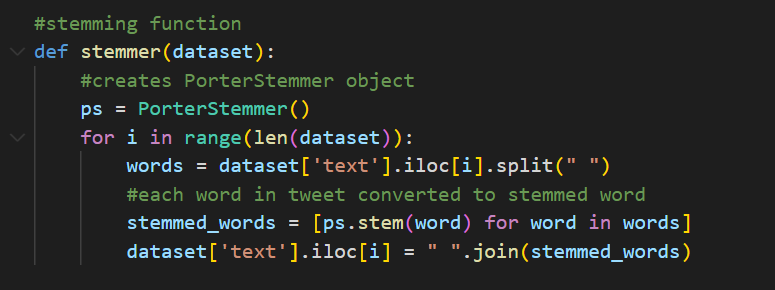 #stemming function
def stemmer(dataset):
    #creates PorterStemmer object
    ps = PorterStemmer()
    for i in range(len(dataset)):
        words = dataset['text'].iloc[i].split(" ")
        #each word in tweet converted to stemmed word
        stemmed_words = [ps.stem(word) for word in words]
        dataset['text'].iloc[i] = " ".join(stemmed_words)